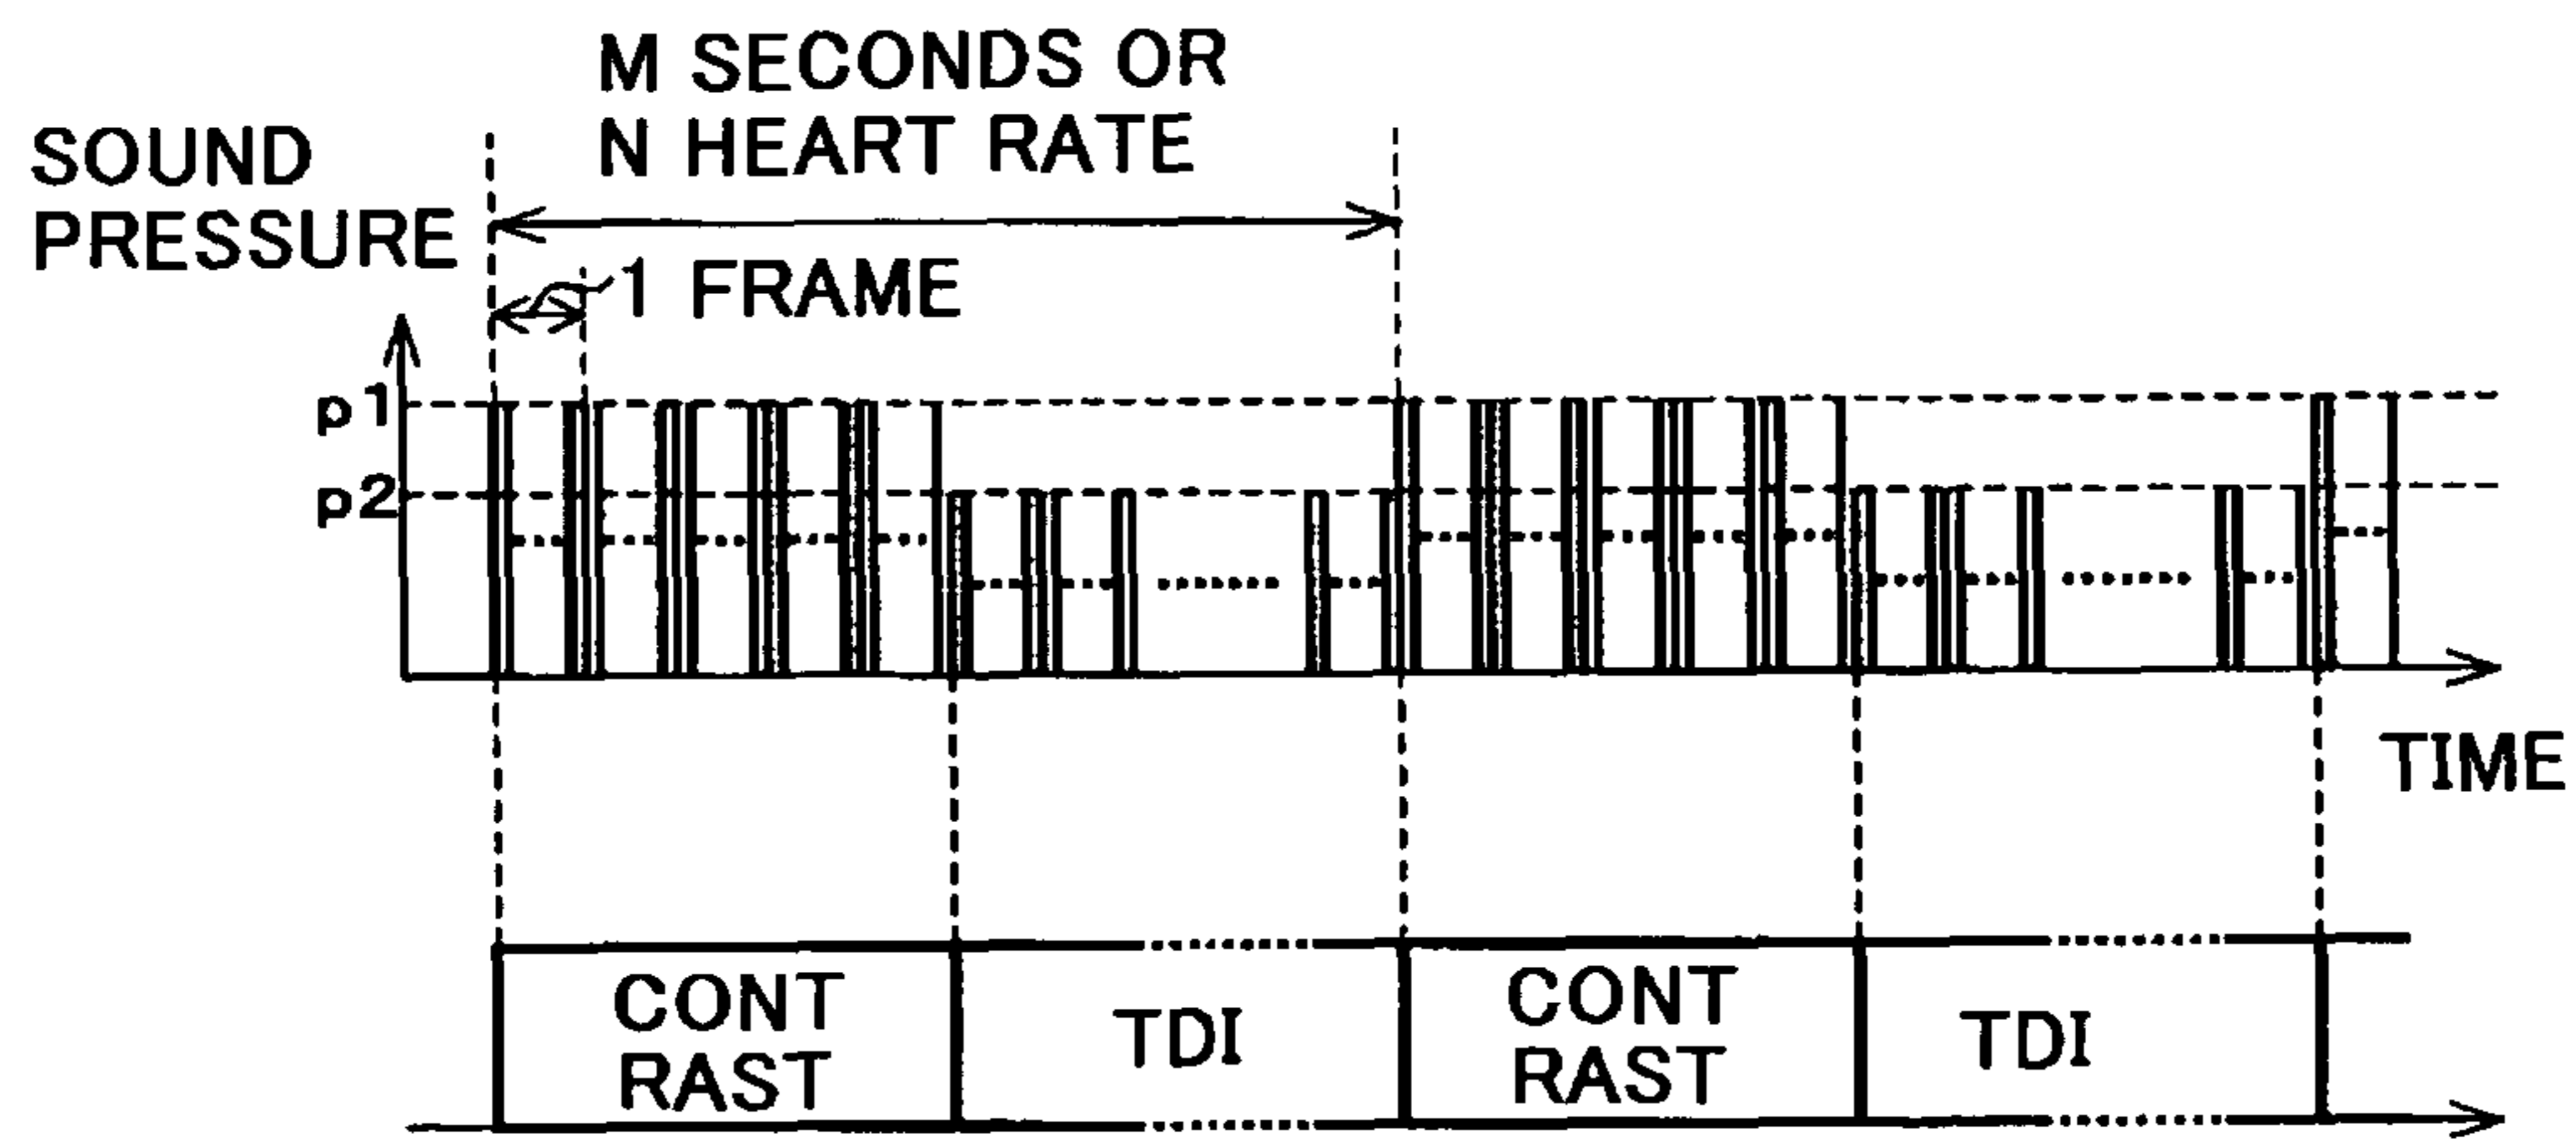 M SECONDS OR
N HEART RATE
SOUND
PRESSURE
1 FRAME
p1
p2
TIME
CONT
RAST
TDI
CONT
RAST
TDI